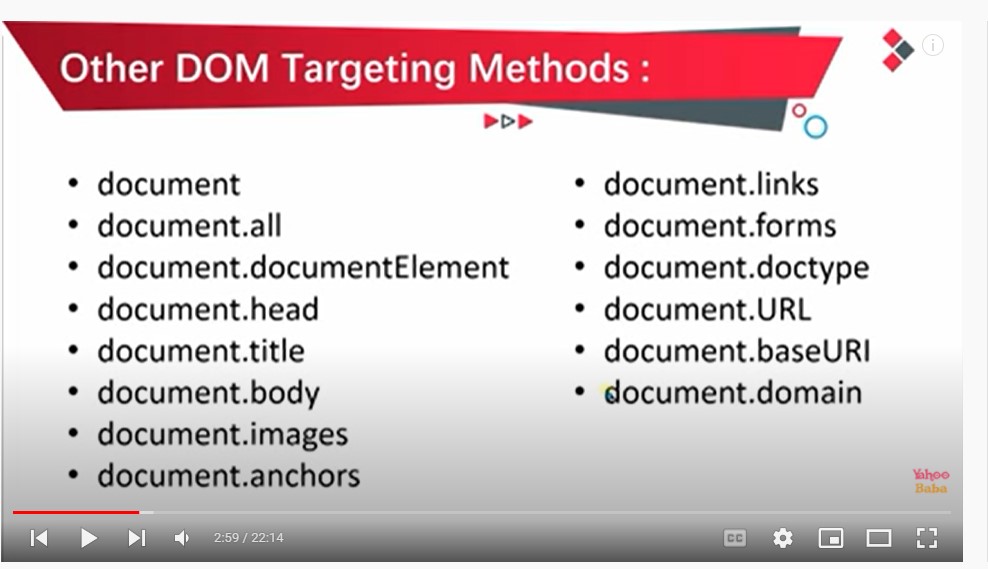 Other DOM Targeting Methods :
• document
• document.all
• document.documentElement
• document.head
• document.title
• document.body
• document.images
• document.anchors
• document.links
• document.forms
• document.doctype
• document.URL
• document.baseURI
• document.domain
Yahoo
Baba
2:59 / 22:14
CC